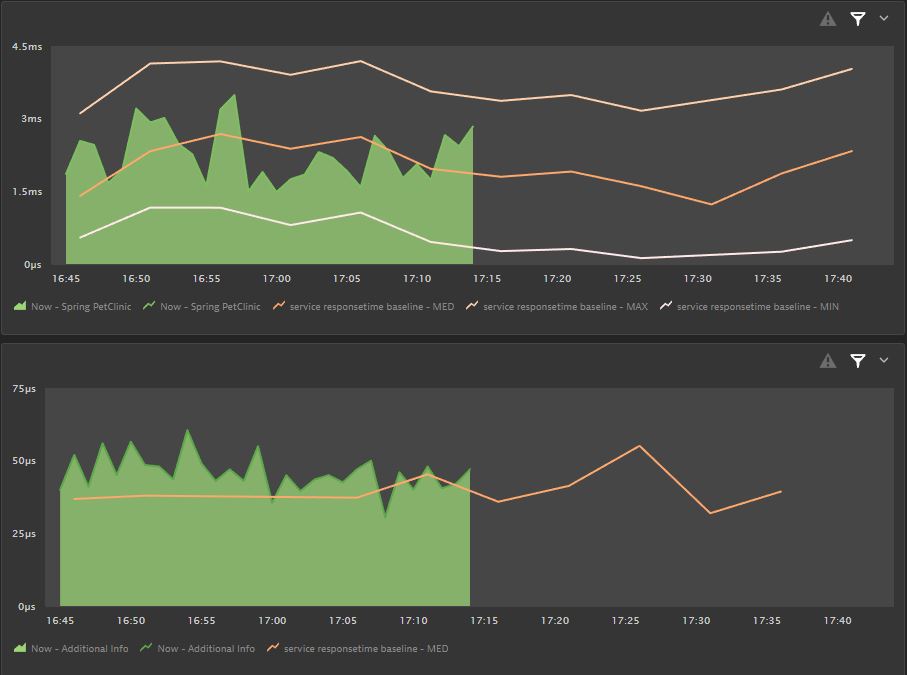 4.5ms
3ms
1.5ms
0µs
16:45 16:50 16:55 17:00 17:05 17:10 17:15 17:20 17:25 17:30 17:35 17:40
Now - Spring PetClinic Now - Spring PetClinic service responsetime baseline - MED service responsetime baseline - MAX service responsetime baseline - MIN
75µs
50µs
25µs
0µs
16:45 16:50 16:55 17:00 17:05 17:10 17:15 17:20 17:25 17:30 17:35 17:40
Now - Additional Info Now - Additional Info service responsetime baseline - MED